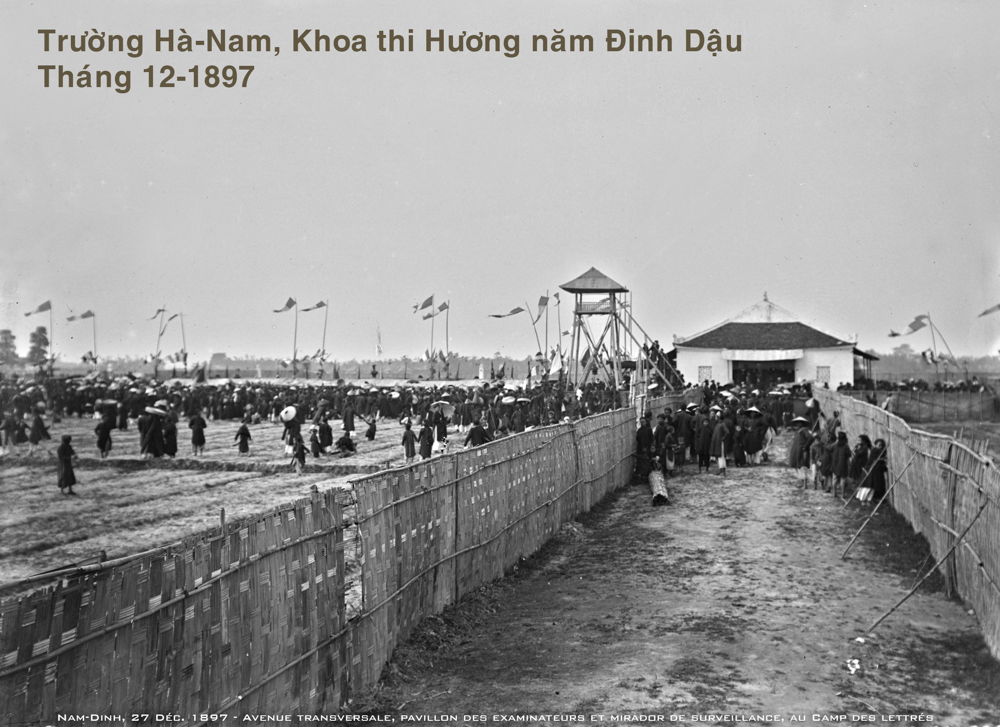 Trường Hà-Nam, Khoa thi Hương năm Đinh Dậu
Tháng 12-1897
Nam-Dinh, 27 Déc. 1897 - Avenue transversale, pavillon des examinateurs et mirador de surveillance, au Camp des lettrés